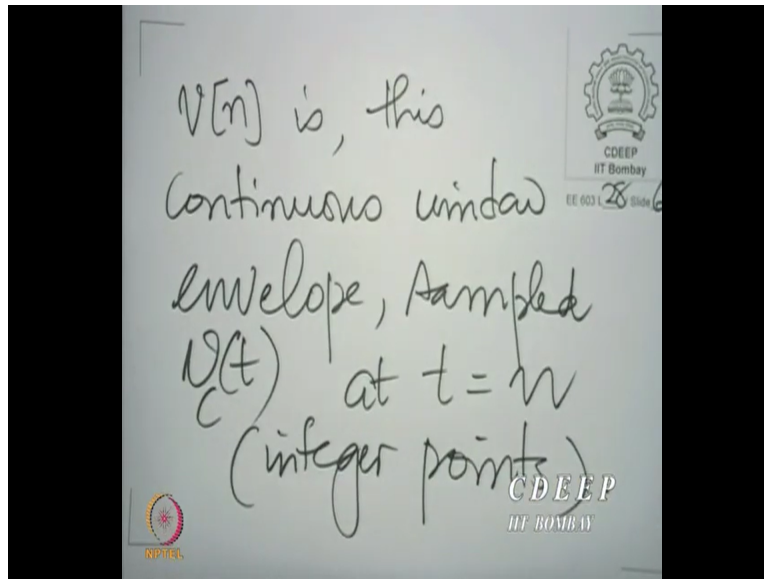 V[n] is, this
CDEEP
IIT Bombay
continuous window
EE 603 L 28 / Slide 6
envelope, sampled
V_c(t) at t = n
(integer points)
CDEEP
IIT BOMBAY
NPTEL